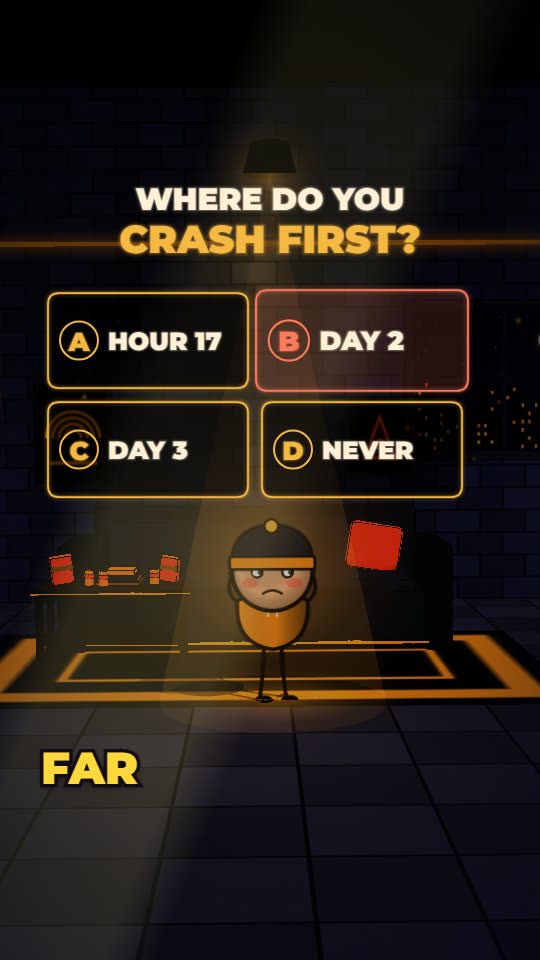 WHERE DO YOU
CRASH FIRST?
A HOUR 17
B DAY 2
C DAY 3
D NEVER
FAR